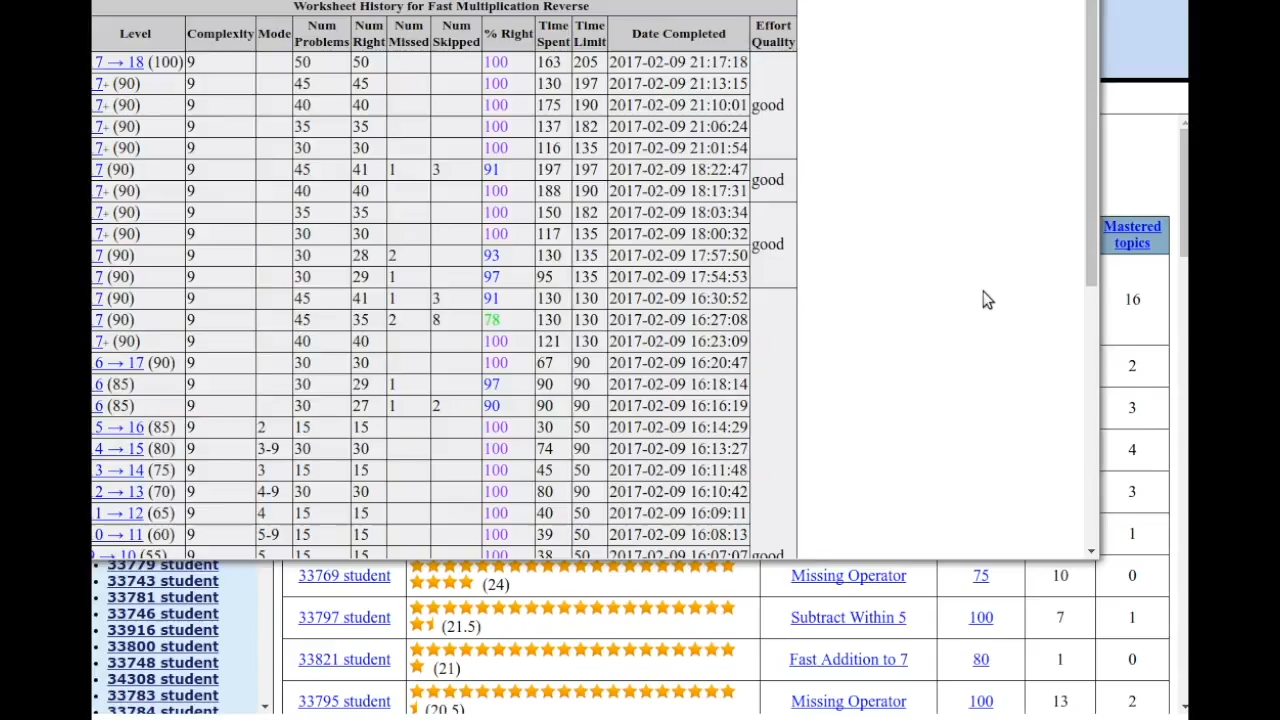 Worksheet History for Fast Multiplication Reverse
Level Complexity Mode Num Problems Num Right Num Missed Num Skipped % Right Time Spent Time Limit Date Completed Effort Quality
7 → 18 (100) 9 50 50 100 163 205 2017-02-09 21:17:18
7+ (90) 9 45 45 100 130 197 2017-02-09 21:13:15
7+ (90) 9 40 40 100 175 190 2017-02-09 21:10:01 good
7+ (90) 9 35 35 100 137 182 2017-02-09 21:06:24
7+ (90) 9 30 30 100 116 135 2017-02-09 21:01:54
7 (90) 9 45 41 1 3 91 197 197 2017-02-09 18:22:47 good
7+ (90) 9 40 40 100 188 190 2017-02-09 18:17:31
7+ (90) 9 35 35 100 150 182 2017-02-09 18:03:34
7+ (90) 9 30 30 100 117 135 2017-02-09 18:00:32 good
7 (90) 9 30 28 2 93 130 135 2017-02-09 17:57:50
7 (90) 9 30 29 1 97 95 135 2017-02-09 17:54:53
7 (90) 9 45 41 1 3 91 130 130 2017-02-09 16:30:52
7 (90) 9 45 35 2 8 78 130 130 2017-02-09 16:27:08
7+ (90) 9 40 40 100 121 130 2017-02-09 16:23:09
6 → 17 (90) 9 30 30 100 67 90 2017-02-09 16:20:47
6 (85) 9 30 29 1 97 90 90 2017-02-09 16:18:14
6 (85) 9 30 27 1 2 90 90 90 2017-02-09 16:16:19
5 → 16 (85) 9 2 15 15 100 30 50 2017-02-09 16:14:29
4 → 15 (80) 9 3-9 30 30 100 74 90 2017-02-09 16:13:27
3 → 14 (75) 9 3 15 15 100 45 50 2017-02-09 16:11:48
2 → 13 (70) 9 4-9 30 30 100 80 90 2017-02-09 16:10:42
1 → 12 (65) 9 4 15 15 100 40 50 2017-02-09 16:09:11
0 → 11 (60) 9 5-9 15 15 100 39 50 2017-02-09 16:08:13
9 → 10 (55) 9 5 15 15 100 38 50 2017-02-09 16:07:07 good
Mastered topics
16
2
3
4
3
1
33779 student
33743 student
33781 student
33746 student
33916 student
33800 student
33748 student
34308 student
33783 student
33784 student
33769 student (24) Missing Operator 75 10 0
33797 student (21.5) Subtract Within 5 100 7 1
33821 student (21) Fast Addition to 7 80 1 0
33795 student (20.5) Missing Operator 100 13 2